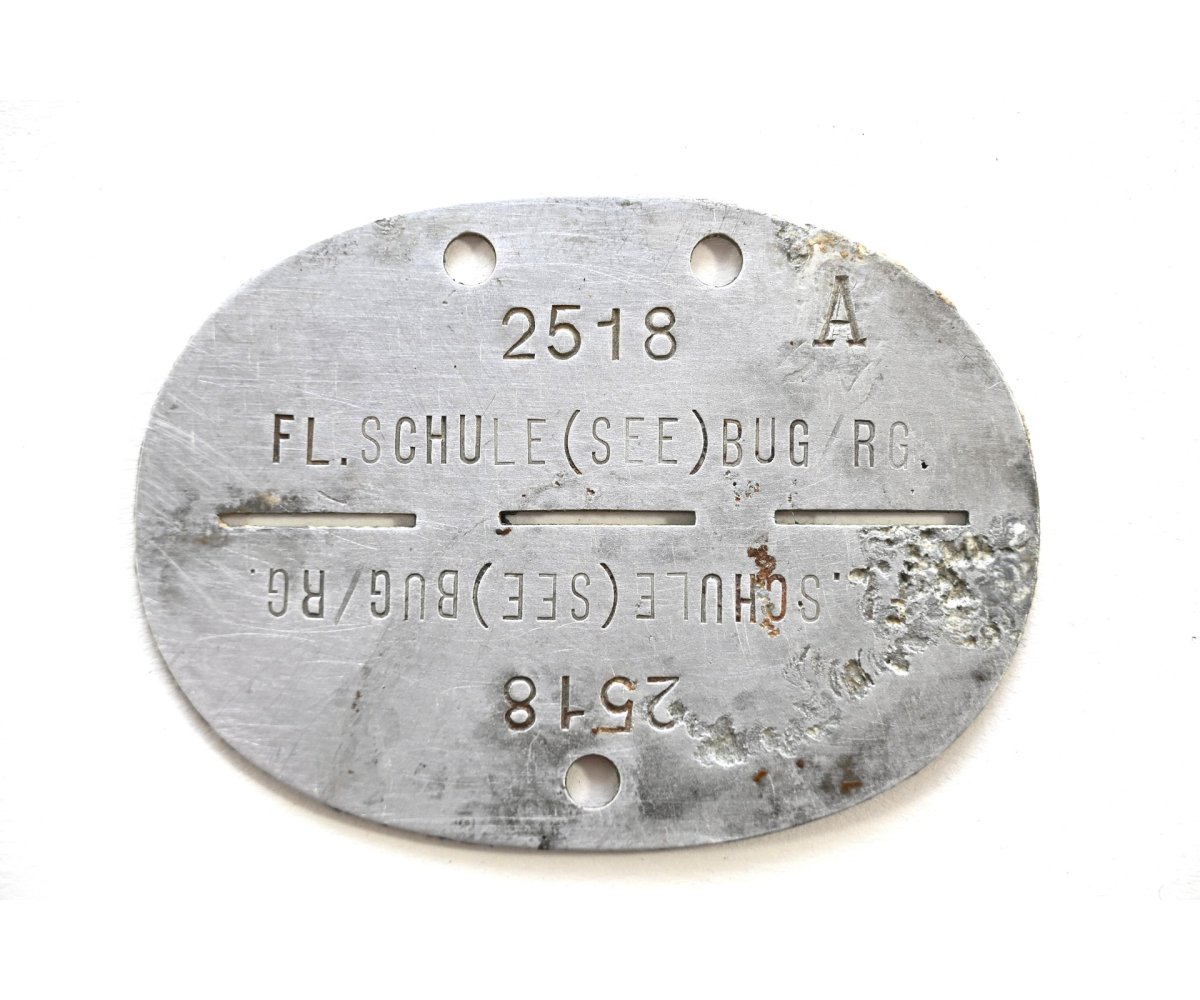 2518 A
FL.SCHULE(SEE)BUG/RG.
.SCHULE(SEE)BUG/RG.
2518